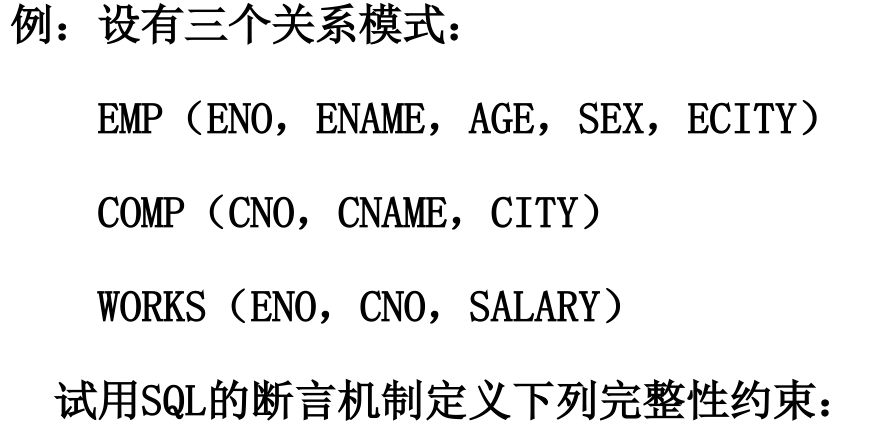 例：设有三个关系模式：
EMP（ENO，ENAME，AGE，SEX，ECITY）
COMP（CNO，CNAME，CITY）
WORKS（ENO，CNO，SALARY）
试用SQL的断言机制定义下列完整性约束：